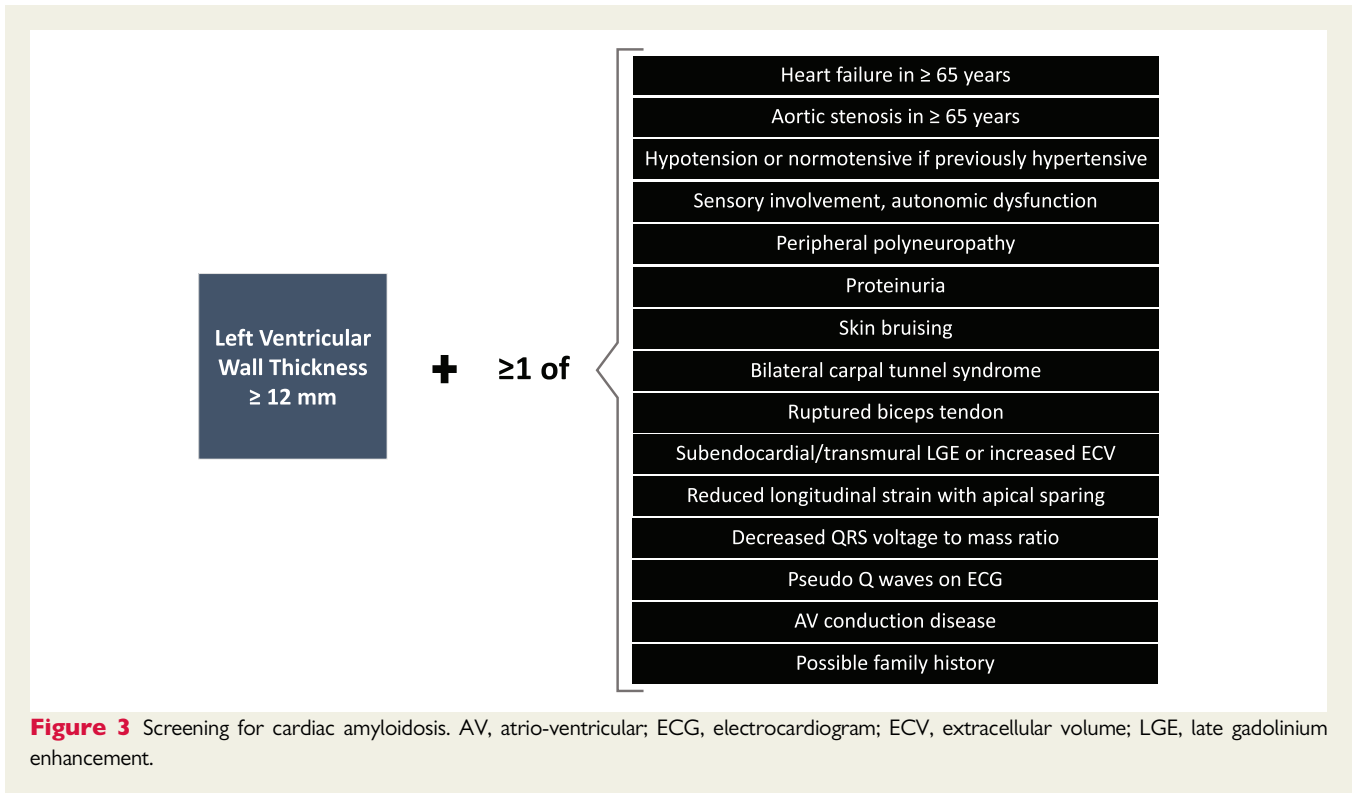 Left Ventricular
Wall Thickness
≥ 12 mm
+
≥1 of
Heart failure in ≥ 65 years
Aortic stenosis in ≥ 65 years
Hypotension or normotensive if previously hypertensive
Sensory involvement, autonomic dysfunction
Peripheral polyneuropathy
Proteinuria
Skin bruising
Bilateral carpal tunnel syndrome
Ruptured biceps tendon
Subendocardial/transmural LGE or increased ECV
Reduced longitudinal strain with apical sparing
Decreased QRS voltage to mass ratio
Pseudo Q waves on ECG
AV conduction disease
Possible family history
Figure 3 Screening for cardiac amyloidosis. AV, atrio-ventricular; ECG, electrocardiogram; ECV, extracellular volume; LGE, late gadolinium
enhancement.